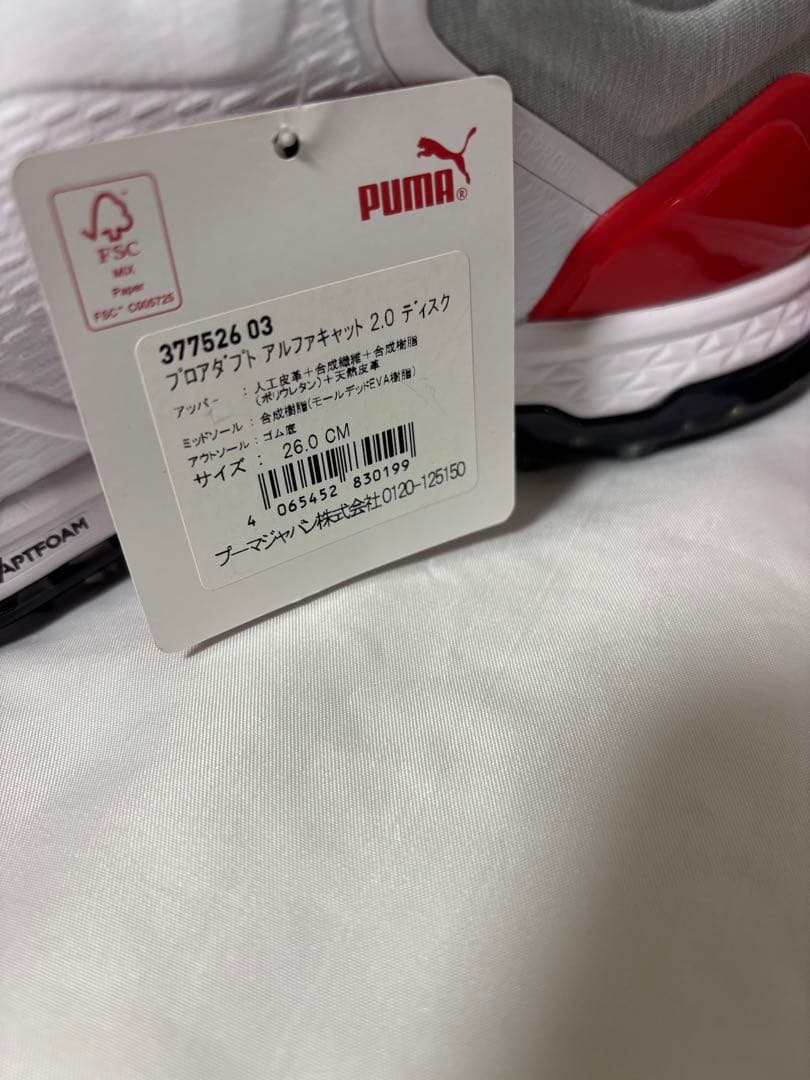 PUMA®
FSC
MIX
Paper
FSC™ C005725
377526 03
プロアダプト アルファキャット 2.0 ディスク
アッパー : 人工皮革+合成繊維+合成樹脂
(ポリウレタン)+天然皮革
ミッドソール : 合成樹脂(モールデッドEVA樹脂)
アウトソール : ゴム底
サイズ : 26.0 CM
4 065452 830199
プーマジャパン株式会社0120-125150
APTFOAM